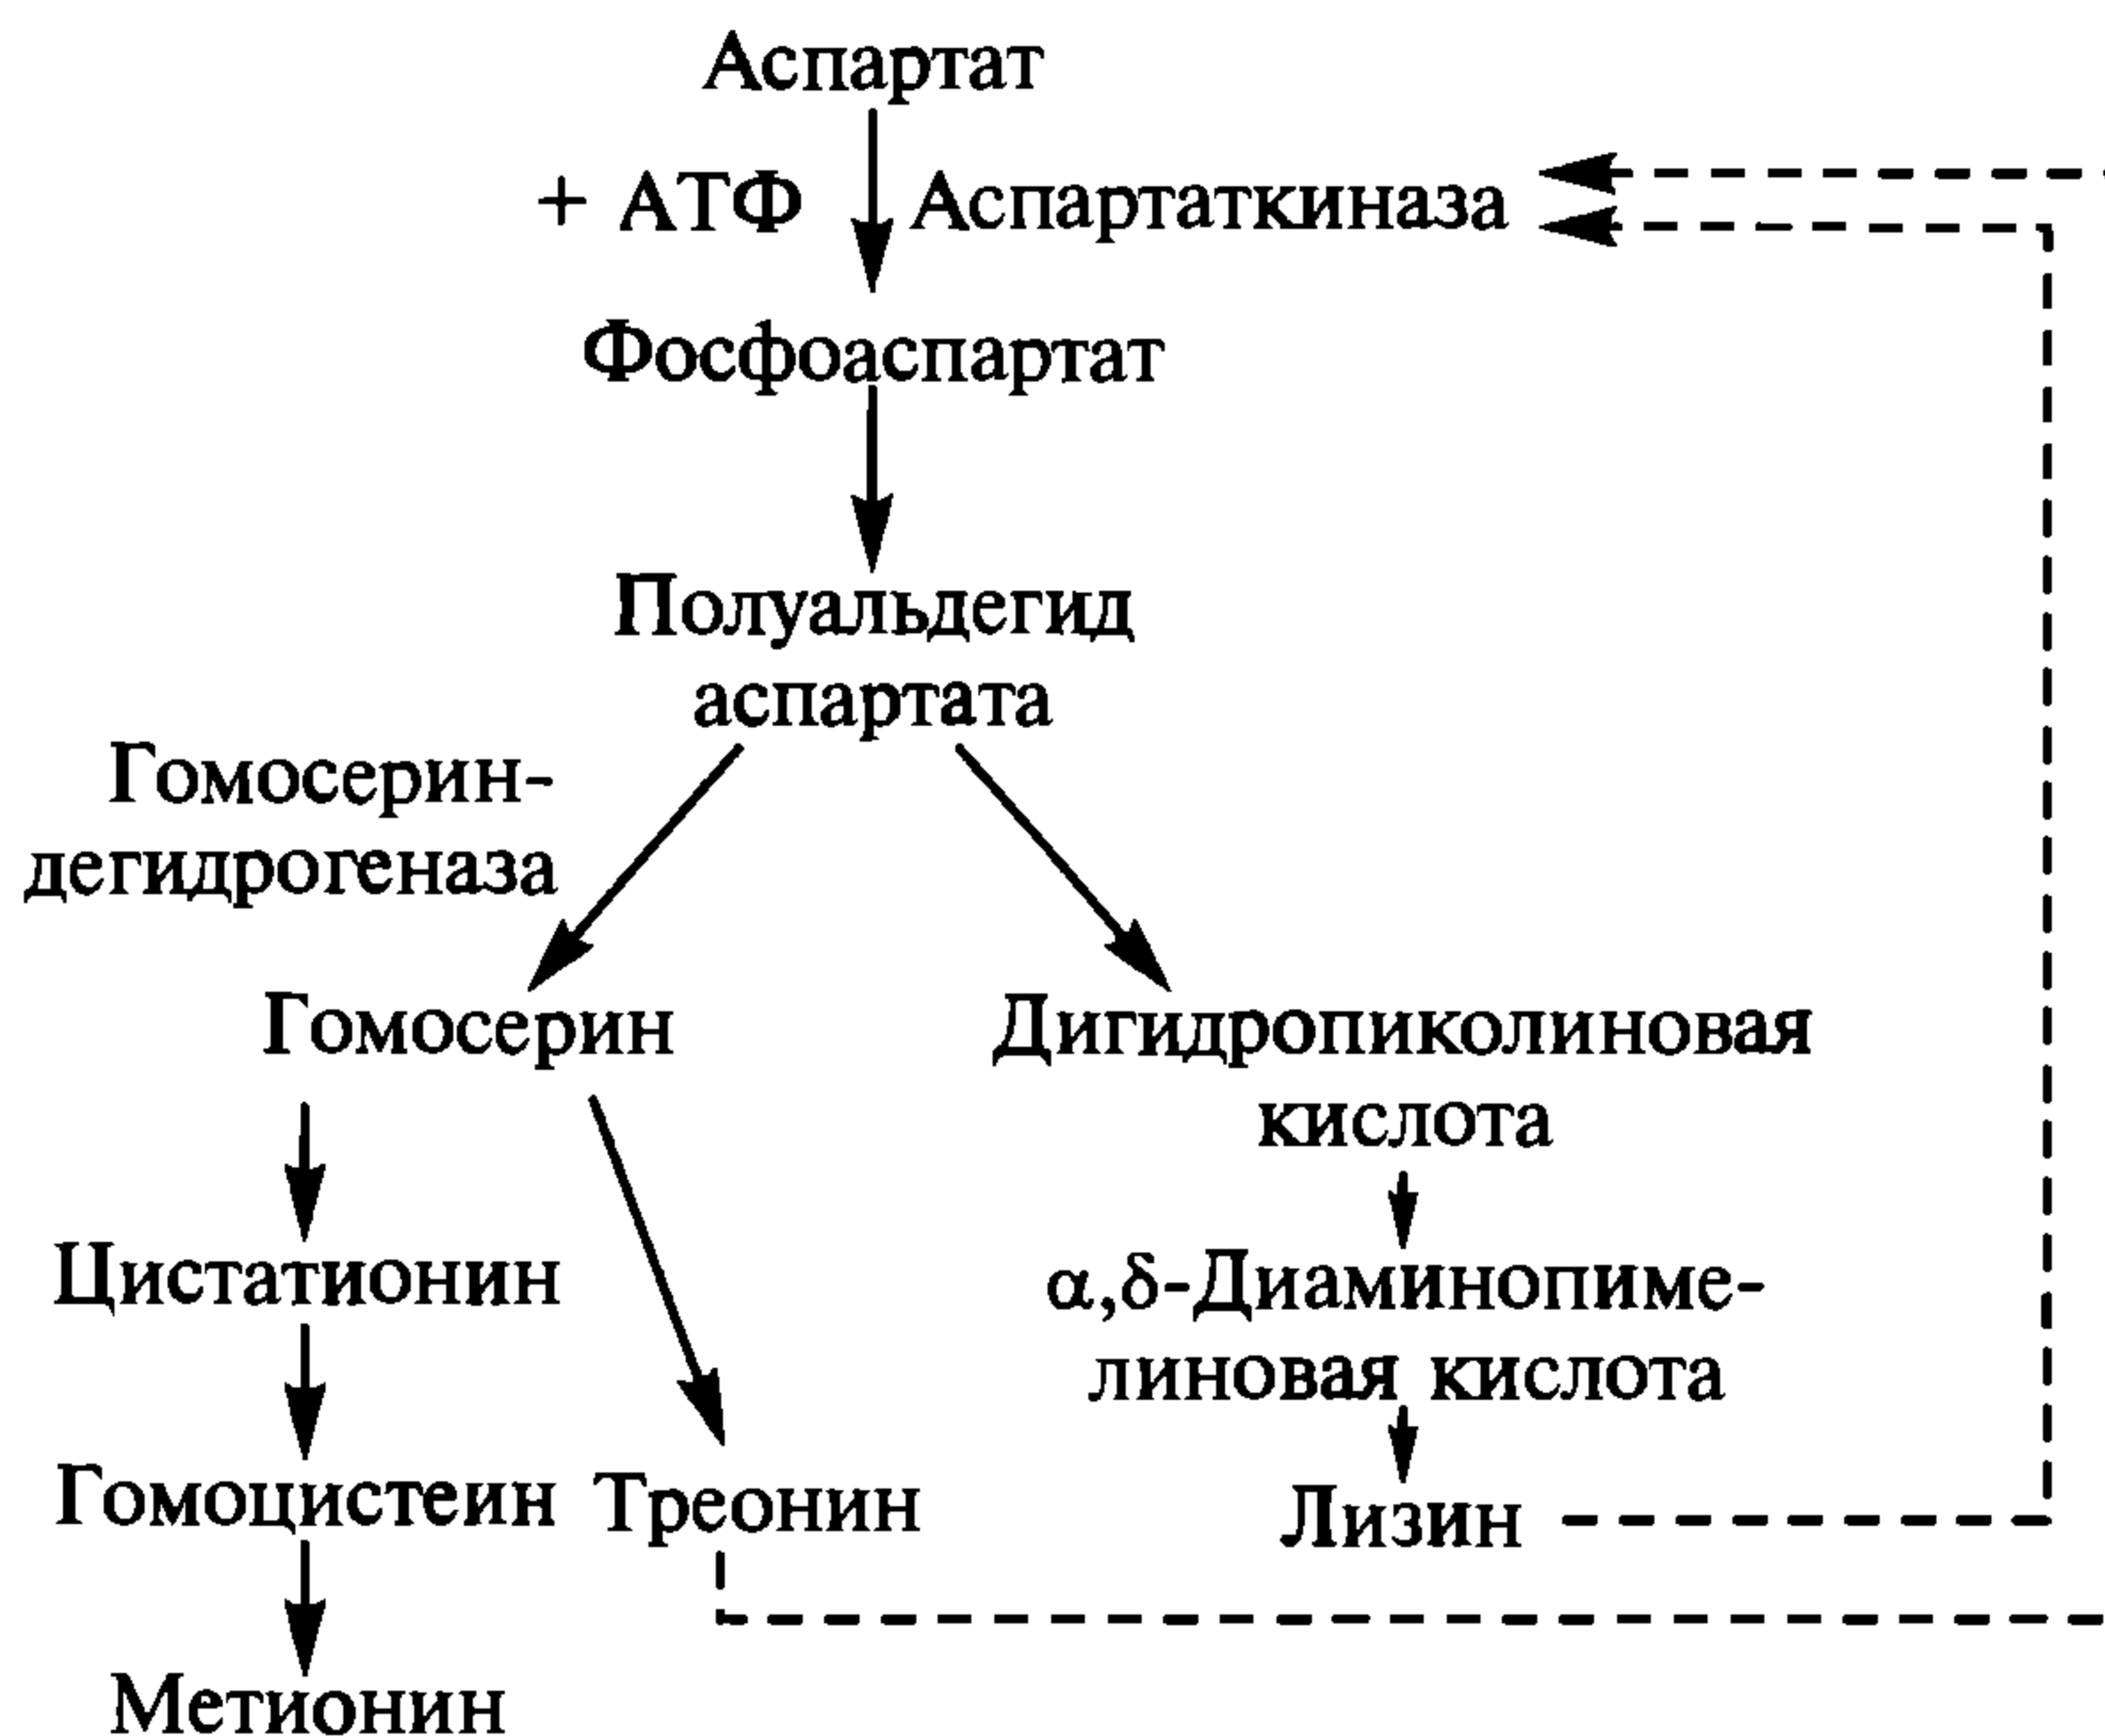 Аспартат
+ АТФ Аспартаткиназа
Фосфоаспартат
Полуальдегид
аспартата
Гомосерин-
дегидрогеназа
Гомосерин
Дигидропиколиновая
кислота
Цистатионин
α,δ-Диаминопиме-
линовая кислота
Гомоцистеин
Треонин
Лизин
Метионин